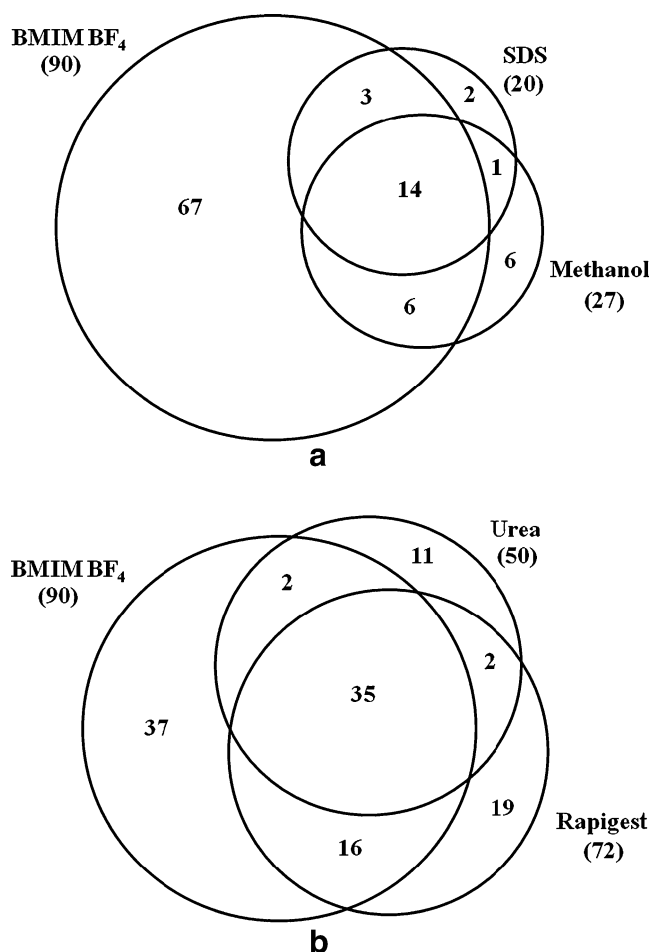 BMIM BF4
(90)
SDS
(20)
3
2
1
14
67
6
6
Methanol
(27)
a
Urea
(50)
BMIM BF4
(90)
11
2
2
35
37
19
16
Rapigest
(72)
b